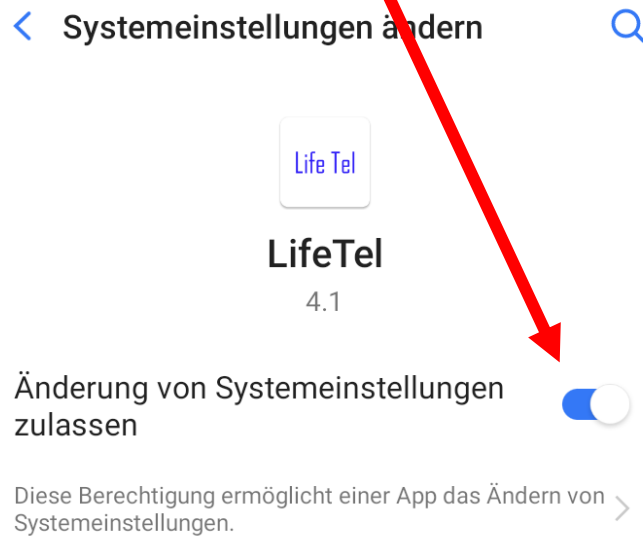 Systemeinstellungen ändern
Life Tel
LifeTel
4.1
Änderung von Systemeinstellungen
zulassen
Diese Berechtigung ermöglicht einer App das Ändern von
Systemeinstellungen.